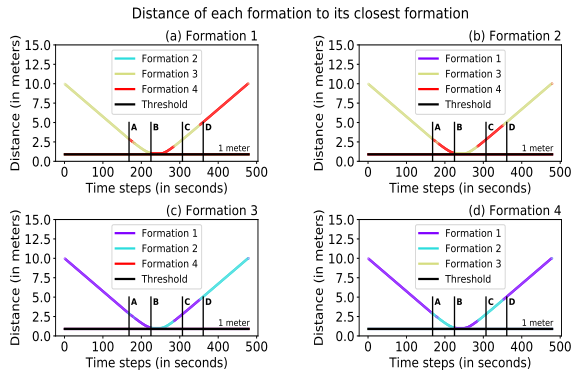 Distance of each formation to its closest formation
(a) Formation 1
Distance (in meters)
15.0
12.5
10.0
7.5
5.0
2.5
0.0
Formation 2
Formation 3
Formation 4
Threshold
A
B
C
D
1 meter
0 100 200 300 400 500
Time steps (in seconds)
(b) Formation 2
Distance (in meters)
15.0
12.5
10.0
7.5
5.0
2.5
0.0
Formation 1
Formation 3
Formation 4
Threshold
A
B
C
D
1 meter
0 100 200 300 400 500
Time steps (in seconds)
(c) Formation 3
Distance (in meters)
15.0
12.5
10.0
7.5
5.0
2.5
0.0
Formation 1
Formation 2
Formation 4
Threshold
A
B
C
D
1 meter
0 100 200 300 400 500
Time steps (in seconds)
(d) Formation 4
Distance (in meters)
15.0
12.5
10.0
7.5
5.0
2.5
0.0
Formation 1
Formation 2
Formation 3
Threshold
A
B
C
D
1 meter
0 100 200 300 400 500
Time steps (in seconds)